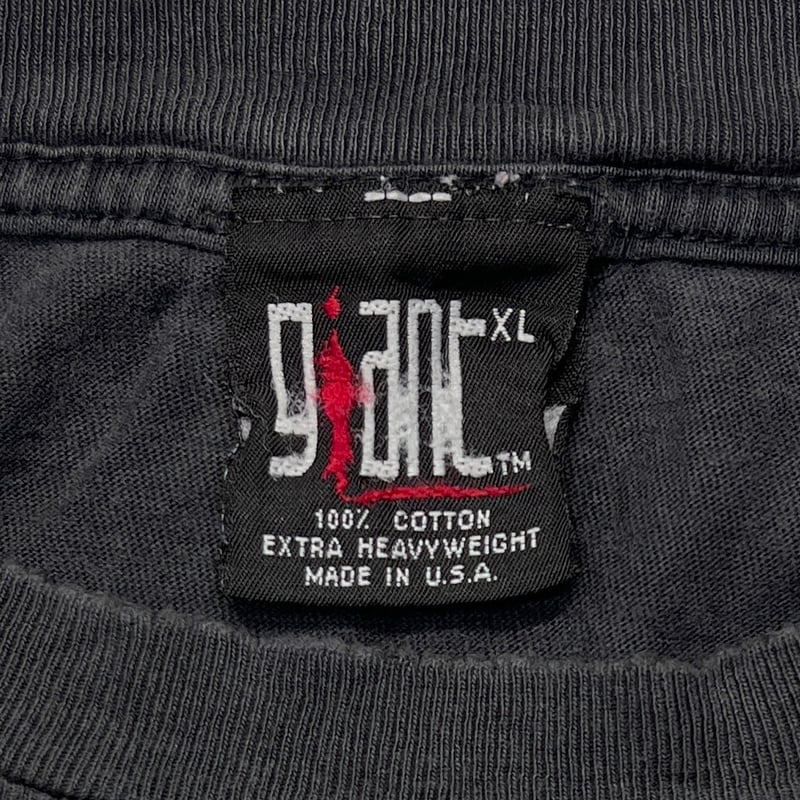 giant XL
TM
100% COTTON
EXTRA HEAVYWEIGHT
MADE IN U.S.A.